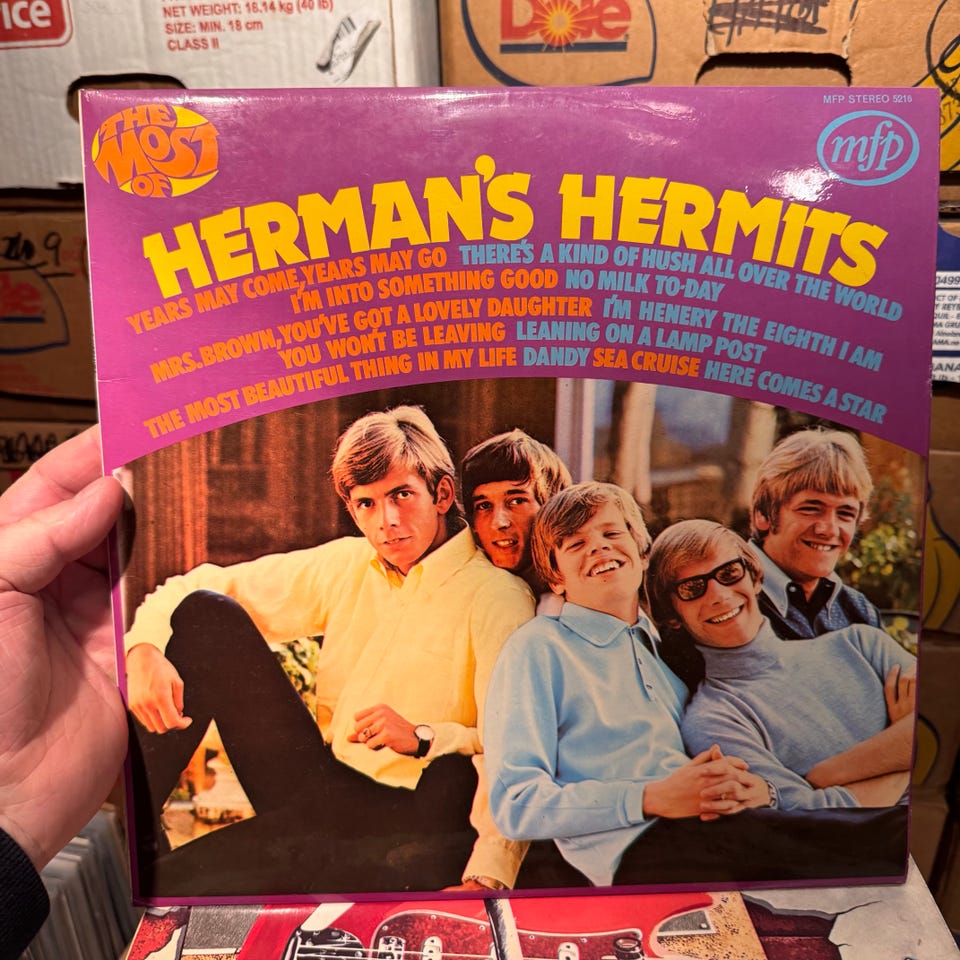 ice
NET WEIGHT: 18.14 kg (40 lb)
SIZE: MIN. 18 cm
CLASS II
Dole
MFP STEREO 5216
THE
MOST
OF
mfp
HERMAN'S HERMITS
YEARS MAY COME, YEARS MAY GO THERE'S A KIND OF HUSH ALL OVER THE WORLD
I'M INTO SOMETHING GOOD NO MILK TO-DAY
MRS. BROWN, YOU'VE GOT A LOVELY DAUGHTER I'M HENERY THE EIGHTH I AM
YOU WON'T BE LEAVING LEANING ON A LAMP POST
THE MOST BEAUTIFUL THING IN MY LIFE DANDY SEA CRUISE HERE COMES A STAR